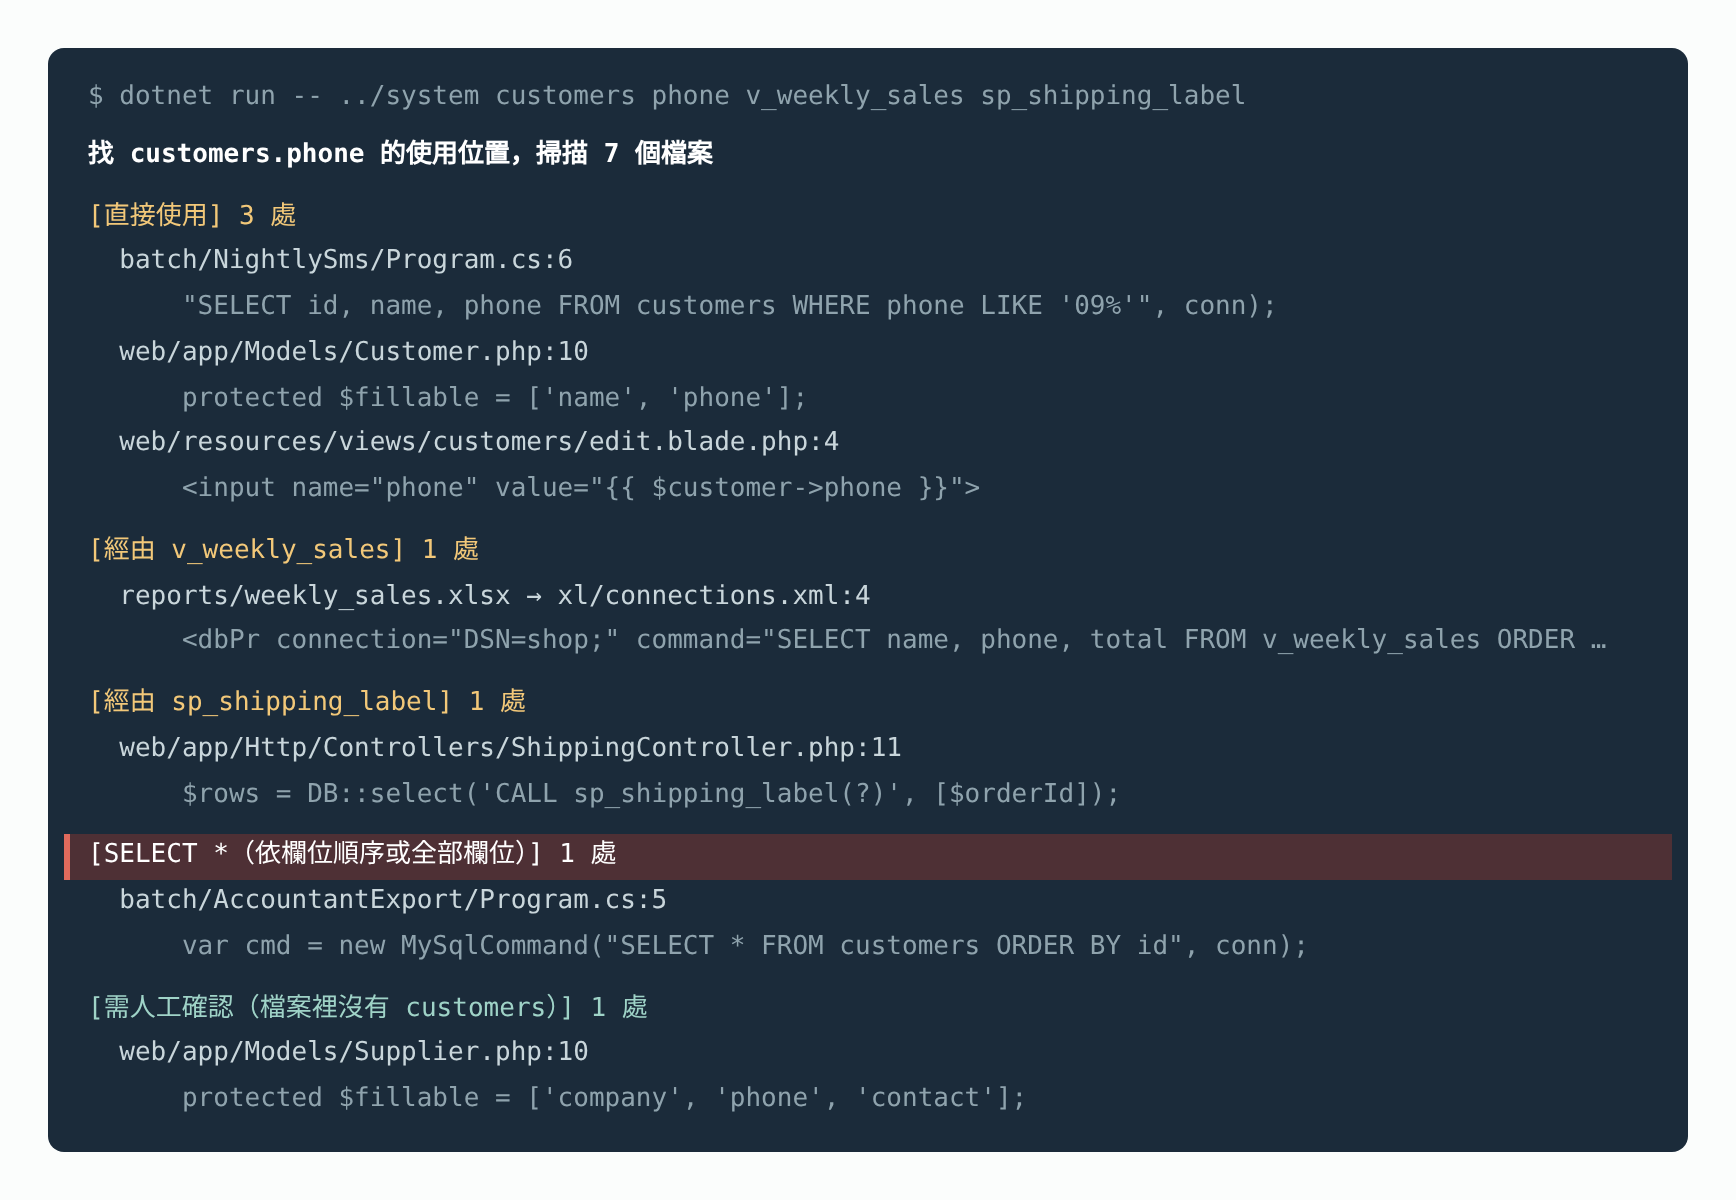 $ dotnet run -- ../system customers phone v_weekly_sales sp_shipping_label
找 customers.phone 的使用位置，掃描 7 個檔案
[直接使用] 3 處
batch/NightlySms/Program.cs:6
"SELECT id, name, phone FROM customers WHERE phone LIKE '09%'", conn);
web/app/Models/Customer.php:10
protected $fillable = ['name', 'phone'];
web/resources/views/customers/edit.blade.php:4
<input name="phone" value="{{ $customer->phone }}">
[經由 v_weekly_sales] 1 處
reports/weekly_sales.xlsx → xl/connections.xml:4
<dbPr connection="DSN=shop;" command="SELECT name, phone, total FROM v_weekly_sales ORDER …
[經由 sp_shipping_label] 1 處
web/app/Http/Controllers/ShippingController.php:11
$rows = DB::select('CALL sp_shipping_label(?)', [$orderId]);
[SELECT *（依欄位順序或全部欄位）] 1 處
batch/AccountantExport/Program.cs:5
var cmd = new MySqlCommand("SELECT * FROM customers ORDER BY id", conn);
[需人工確認（檔案裡沒有 customers）] 1 處
web/app/Models/Supplier.php:10
protected $fillable = ['company', 'phone', 'contact'];